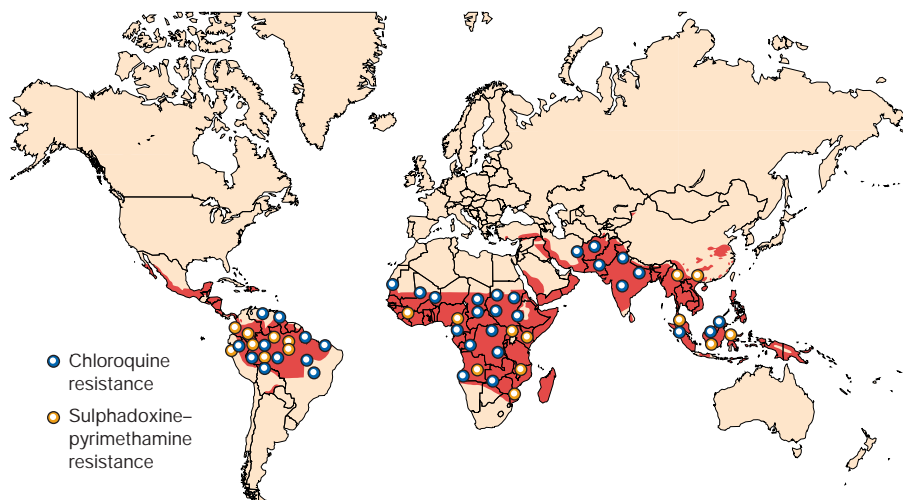 Chloroquine
resistance
Sulphadoxine–
pyrimethamine
resistance